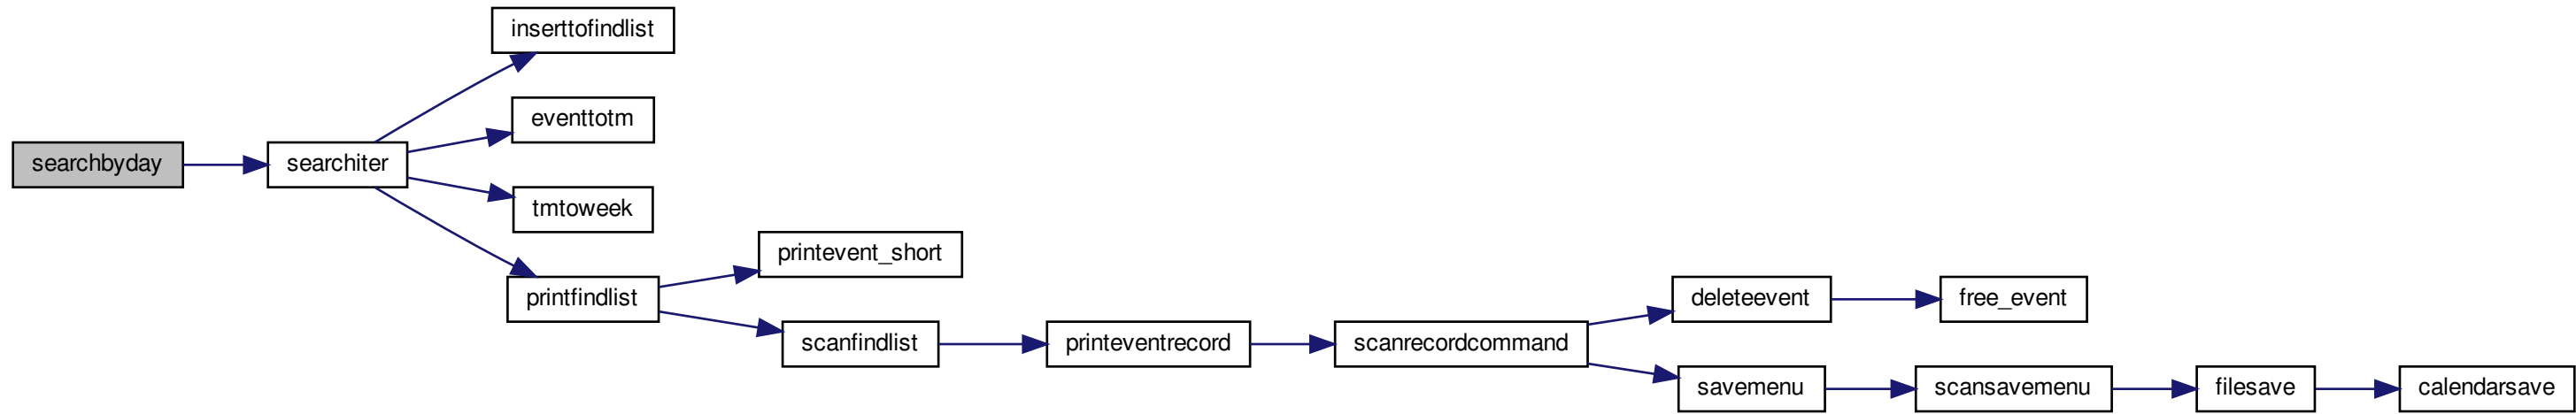 inserttofindlist
eventtotm
searchbyday
searchiter
tmtoweek
printevent_short
printfindlist
deleteevent
free_event
scanfindlist
printeventrecord
scanrecordcommand
savemenu
scansavemenu
filesave
calendarsave